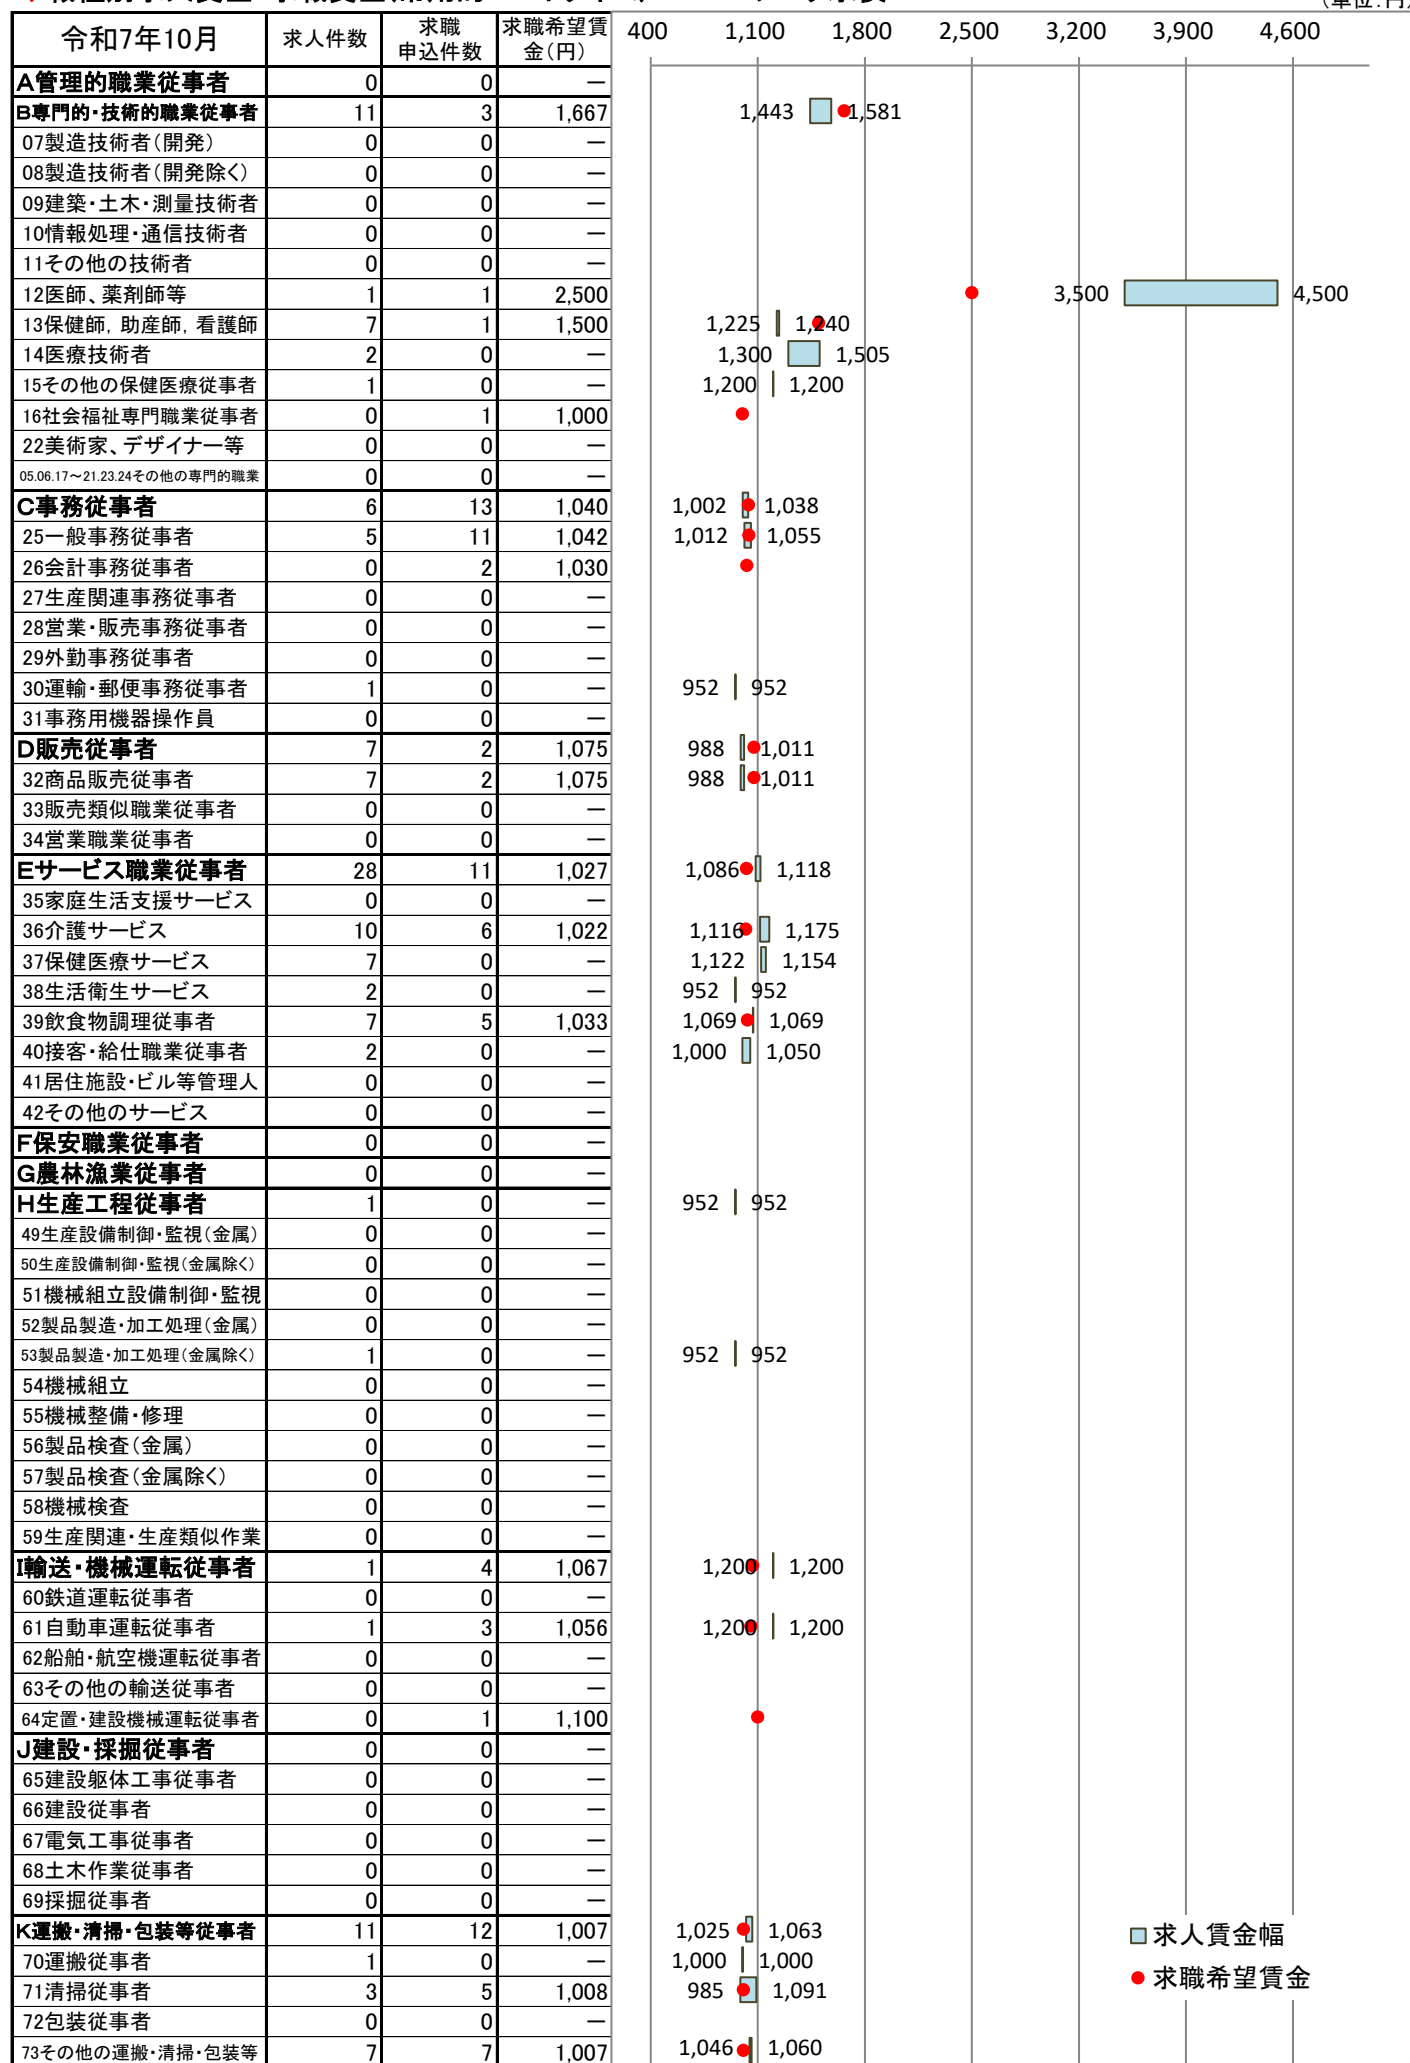 (単位:円)
令和7年10月 求人件数 求職申込件数 求職希望賃金(円) 400 1,100 1,800 2,500 3,200 3,900 4,600
A管理的職業従事者 0 0 ―
B専門的・技術的職業従事者 11 3 1,667 1,443 1,581
07製造技術者(開発) 0 0 ―
08製造技術者(開発除く) 0 0 ―
09建築・土木・測量技術者 0 0 ―
10情報処理・通信技術者 0 0 ―
11その他の技術者 0 0 ―
12医師、薬剤師等 1 1 2,500 3,500 4,500
13保健師, 助産師, 看護師 7 1 1,500 1,225 1,240
14医療技術者 2 0 ― 1,300 1,505
15その他の保健医療従事者 1 0 ― 1,200 1,200
16社会福祉専門職業従事者 0 1 1,000
22美術家、デザイナー等 0 0 ―
05.06.17～21.23.24その他の専門的職業 0 0 ―
C事務従事者 6 13 1,040 1,002 1,038
25一般事務従事者 5 11 1,042 1,012 1,055
26会計事務従事者 0 2 1,030
27生産関連事務従事者 0 0 ―
28営業・販売事務従事者 0 0 ―
29外勤事務従事者 0 0 ―
30運輸・郵便事務従事者 1 0 ― 952 952
31事務用機器操作員 0 0 ―
D販売従事者 7 2 1,075 988 1,011
32商品販売従事者 7 2 1,075 988 1,011
33販売類似職業従事者 0 0 ―
34営業職業従事者 0 0 ―
Eサービス職業従事者 28 11 1,027 1,086 1,118
35家庭生活支援サービス 0 0 ―
36介護サービス 10 6 1,022 1,116 1,175
37保健医療サービス 7 0 ― 1,122 1,154
38生活衛生サービス 2 0 ― 952 952
39飲食物調理従事者 7 5 1,033 1,069 1,069
40接客・給仕職業従事者 2 0 ― 1,000 1,050
41居住施設・ビル等管理人 0 0 ―
42その他のサービス 0 0 ―
F保安職業従事者 0 0 ―
G農林漁業従事者 0 0 ―
H生産工程従事者 1 0 ― 952 952
49生産設備制御・監視(金属) 0 0 ―
50生産設備制御・監視(金属除く) 0 0 ―
51機械組立設備制御・監視 0 0 ―
52製品製造・加工処理(金属) 0 0 ―
53製品製造・加工処理(金属除く) 1 0 ― 952 952
54機械組立 0 0 ―
55機械整備・修理 0 0 ―
56製品検査(金属) 0 0 ―
57製品検査(金属除く) 0 0 ―
58機械検査 0 0 ―
59生産関連・生産類似作業 0 0 ―
I輸送・機械運転従事者 1 4 1,067 1,200 1,200
60鉄道運転従事者 0 0 ―
61自動車運転従事者 1 3 1,056 1,200 1,200
62船舶・航空機運転従事者 0 0 ―
63その他の輸送従事者 0 0 ―
64定置・建設機械運転従事者 0 1 1,100
J建設・採掘従事者 0 0 ―
65建設躯体工事従事者 0 0 ―
66建設従事者 0 0 ―
67電気工事従事者 0 0 ―
68土木作業従事者 0 0 ―
69採掘従事者 0 0 ―
K運搬・清掃・包装等従事者 11 12 1,007 1,025 1,063 求人賃金幅
70運搬従事者 1 0 ― 1,000 1,000
71清掃従事者 3 5 1,008 985 1,091 求職希望賃金
72包装従事者 0 0 ―
73その他の運搬・清掃・包装等 7 7 1,007 1,046 1,060